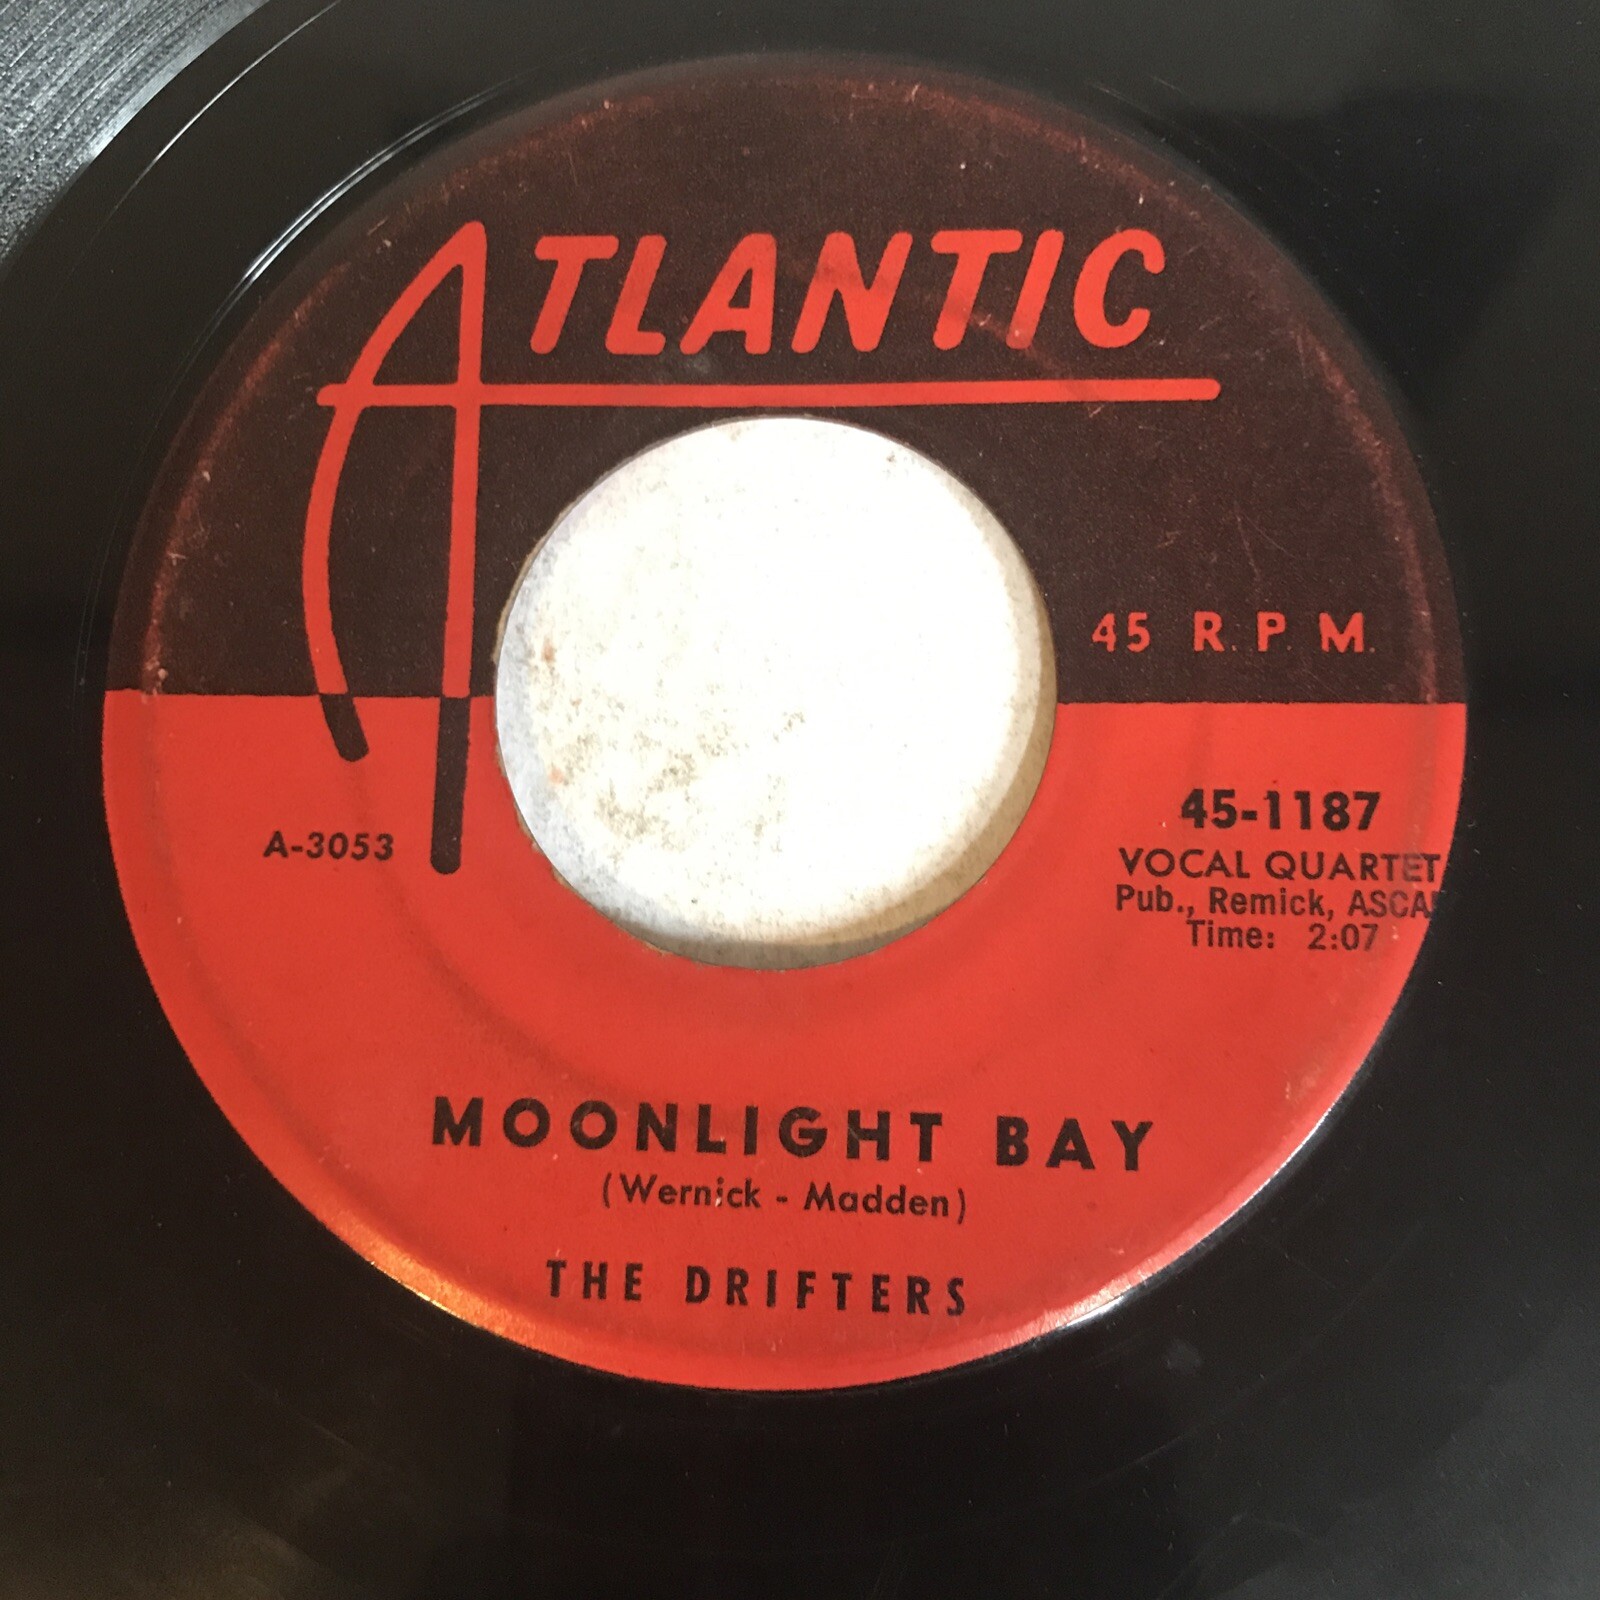 ATLANTIC
45 R.P.M.
A-3053
45-1187
VOCAL QUARTET
Pub., Remick, ASCAP
Time: 2:07
MOONLIGHT BAY
(Wernick - Madden)
THE DRIFTERS